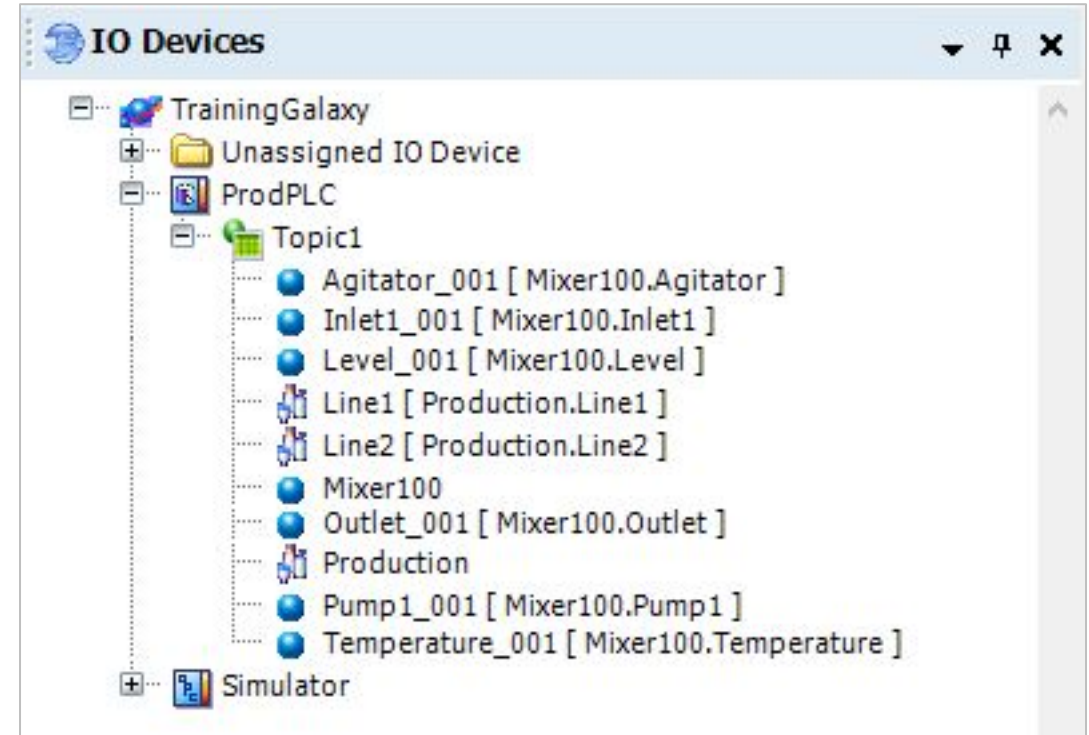 IO Devices
TrainingGalaxy
Unassigned IO Device
ProdPLC
Topic1
Agitator_001 [ Mixer100.Agitator ]
Inlet1_001 [ Mixer100.Inlet1 ]
Level_001 [ Mixer100.Level ]
Line1 [ Production.Line1 ]
Line2 [ Production.Line2 ]
Mixer100
Outlet_001 [ Mixer100.Outlet ]
Production
Pump1_001 [ Mixer100.Pump1 ]
Temperature_001 [ Mixer100.Temperature ]
Simulator